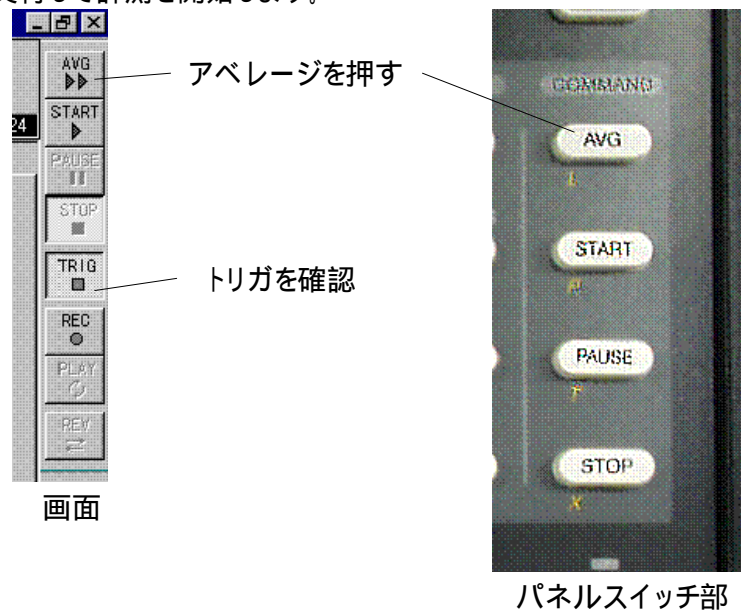 して計測を開始します。
AVG
START
24
PAUSE
STOP
TRIG
REC
PLAY
REV
画面
アベレージを押す
トリガを確認
COMMAND
AVG
START
PAUSE
STOP
パネルスイッチ部